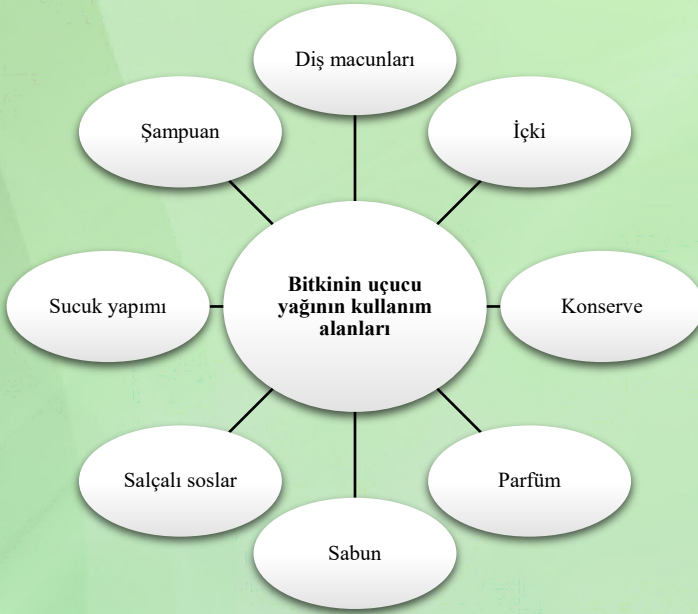 Diş macunları
Şampuan
İçki
Bitkinin uçucu
yağının kullanım
alanları
Sucuk yapımı
Konserve
Salçalı soslar
Parfüm
Sabun